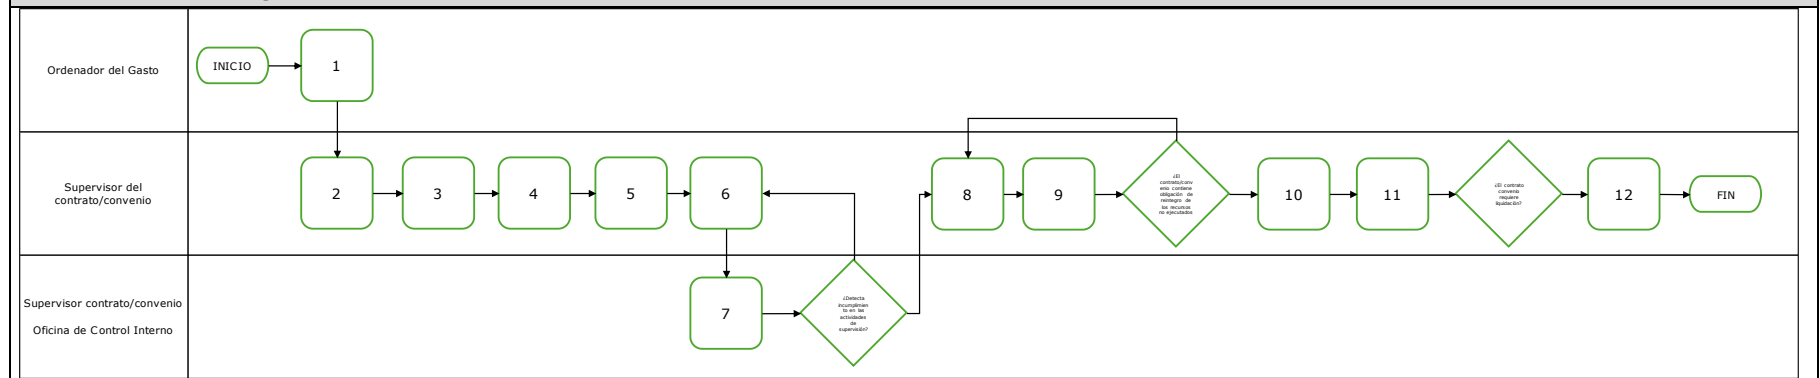 Ordenador del Gasto
INICIO
1
Supervisor del
contrato/convenio
2
3
4
5
6
8
9
¿El
contrato/conv
enio contiene
obligación de
reintegro de
los recursos
no ejecutados
10
11
¿El contrato
convenio
requiere
liquidación?
12
FIN
Supervisor contrato/convenio
Oficina de Control Interno
7
¿Detecta
incumplimien
to en las
actividades
de
supervisión?